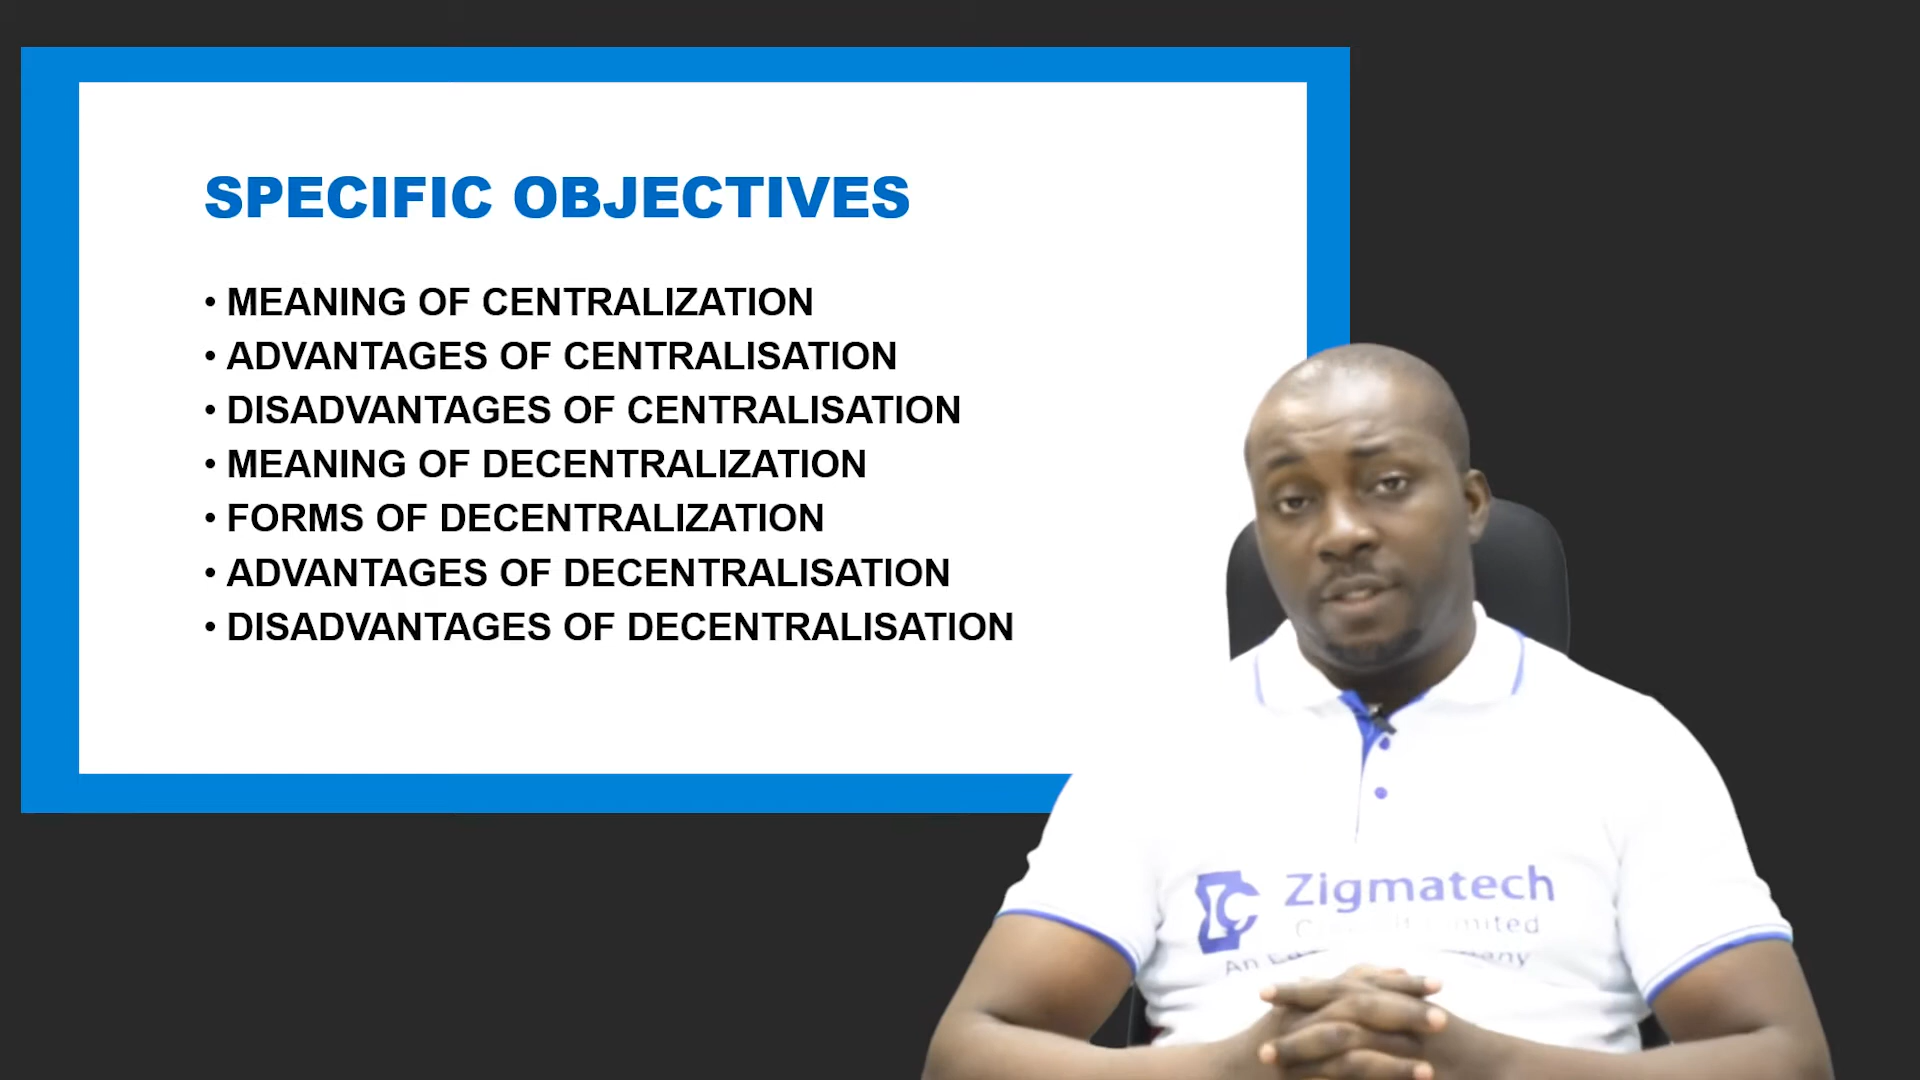 SPECIFIC OBJECTIVES
• MEANING OF CENTRALIZATION
• ADVANTAGES OF CENTRALISATION
• DISADVANTAGES OF CENTRALISATION
• MEANING OF DECENTRALIZATION
• FORMS OF DECENTRALIZATION
• ADVANTAGES OF DECENTRALISATION
• DISADVANTAGES OF DECENTRALISATION
Zigmatech
An